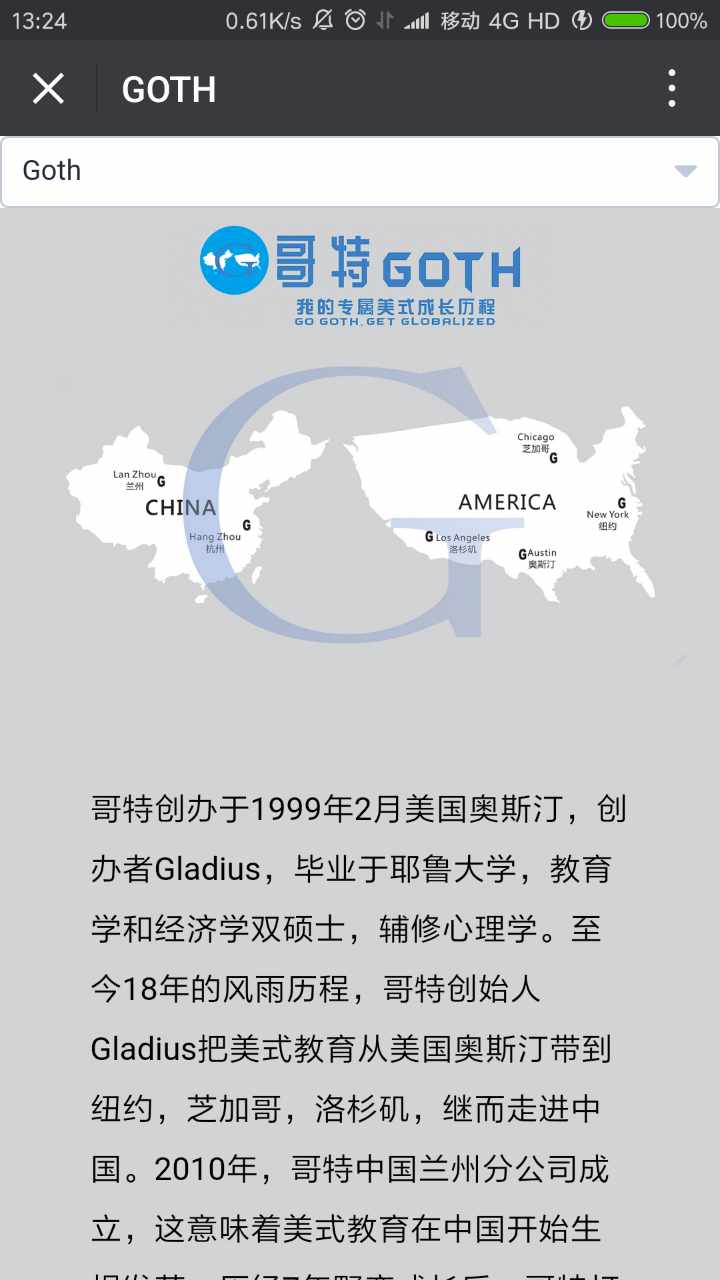 13:24 0.61K/s 移动 4G HD 100%
GOTH
Goth
哥特GOTH
我的专属美式成长历程
GO GOTH, GET GLOBALIZED
G
Chicago
芝加哥
G
Lan Zhou G
兰州
CHINA
AMERICA
G
New York
纽约
G
Hang Zhou
杭州
G Los Angeles
洛杉矶
G Austin
奥斯汀
哥特创办于1999年2月美国奥斯汀，创
办者Gladius，毕业于耶鲁大学，教育
学和经济学双硕士，辅修心理学。至
今18年的风雨历程，哥特创始人
Gladius把美式教育从美国奥斯汀带到
纽约，芝加哥，洛杉矶，继而走进中
国。2010年，哥特中国兰州分公司成
立，这意味着美式教育在中国开始生